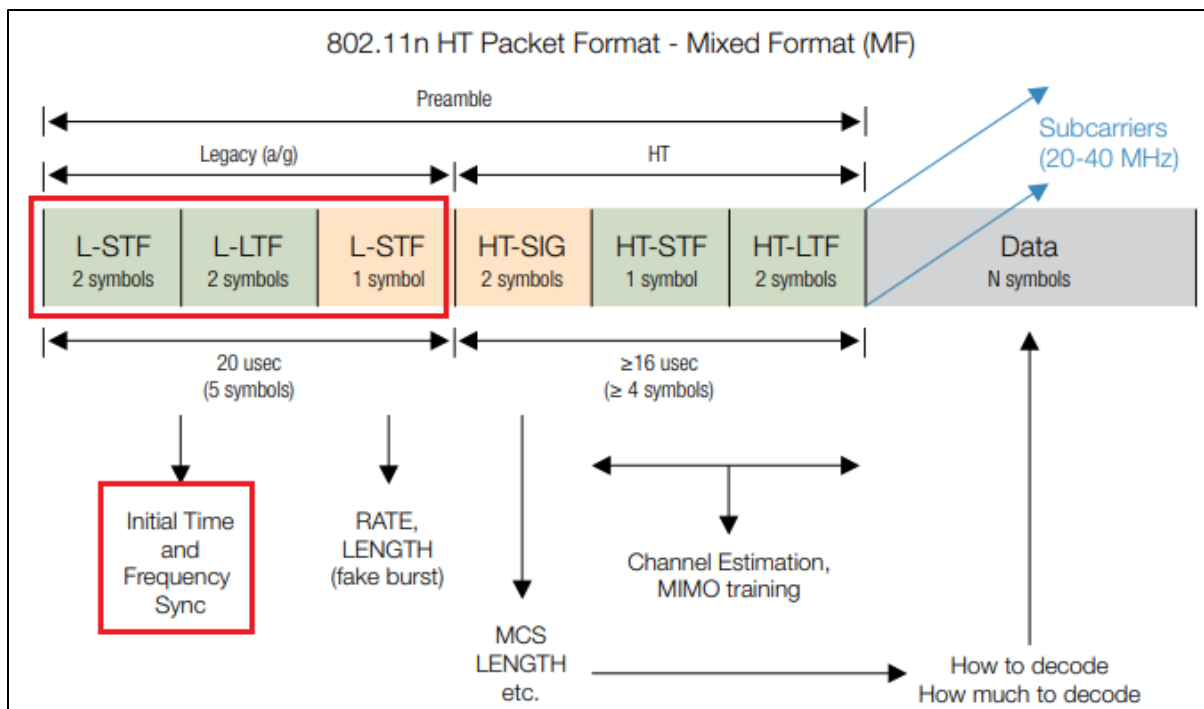 802.11n HT Packet Format - Mixed Format (MF)
Preamble
Legacy (a/g)
HT
Subcarriers
(20-40 MHz)
L-STF
2 symbols
L-LTF
2 symbols
L-STF
1 symbol
HT-SIG
2 symbols
HT-STF
1 symbol
HT-LTF
2 symbols
Data
N symbols
20 usec
(5 symbols)
≥16 usec
(≥ 4 symbols)
Initial Time
and
Frequency
Sync
RATE,
LENGTH
(fake burst)
Channel Estimation,
MIMO training
MCS
LENGTH
etc.
How to decode
How much to decode